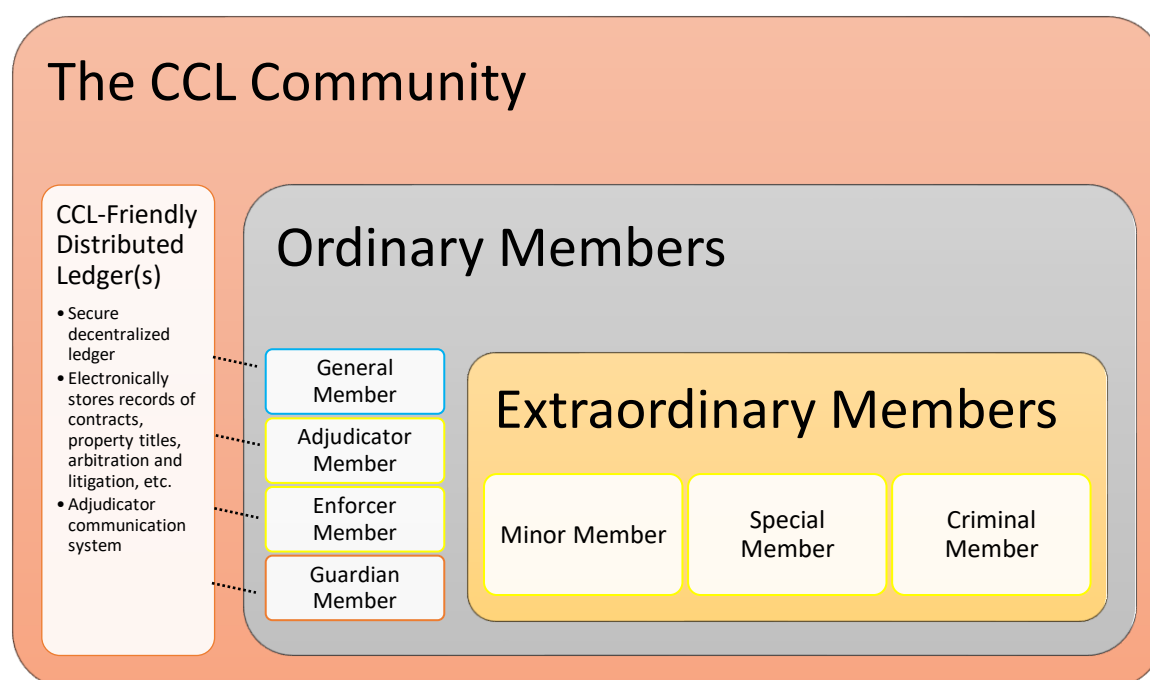 The CCL Community
CCL-Friendly
Distributed
Ledger(s)
• Secure
decentralized
ledger
• Electronically
stores records of
contracts,
property titles,
arbitration and
litigation, etc.
• Adjudicator
communication
system
Ordinary Members
General
Member
Adjudicator
Member
Enforcer
Member
Guardian
Member
Extraordinary Members
Minor Member
Special
Member
Criminal
Member